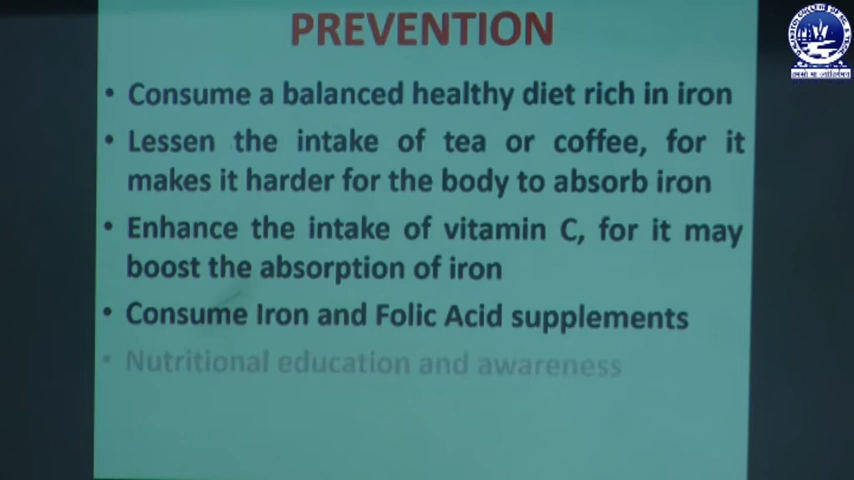 PREVENTION
• Consume a balanced healthy diet rich in iron
• Lessen the intake of tea or coffee, for it
makes it harder for the body to absorb iron
• Enhance the intake of vitamin C, for it may
boost the absorption of iron
• Consume Iron and Folic Acid supplements
• Nutritional education and awareness